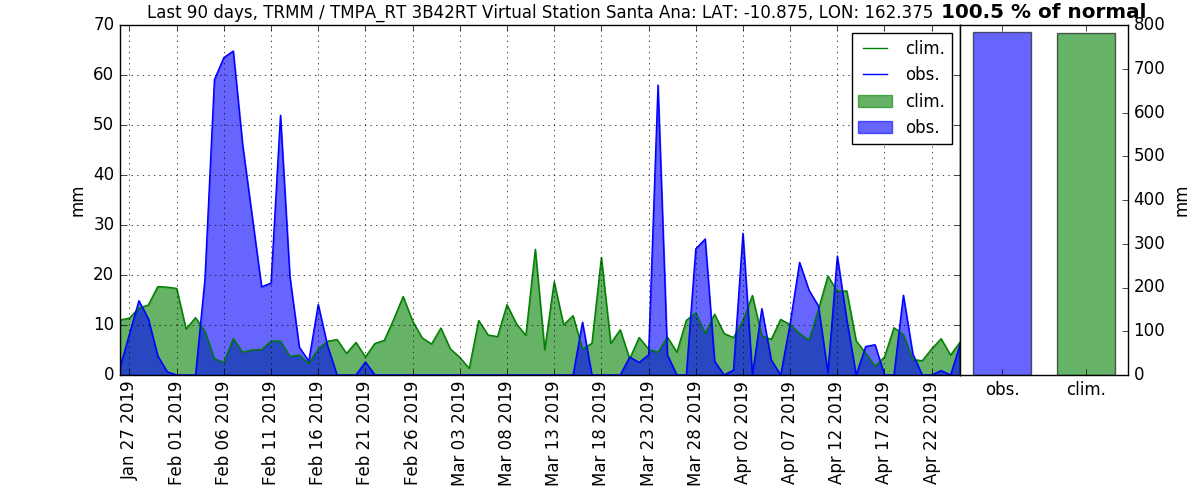 Last 90 days, TRMM / TMPA_RT 3B42RT Virtual Station Santa Ana: LAT: -10.875, LON: 162.375 100.5 % of normal
70
60
50
40
30
20
10
0
mm
clim.
obs.
clim.
obs.
Jan 27 2019
Feb 01 2019
Feb 06 2019
Feb 11 2019
Feb 16 2019
Feb 21 2019
Feb 26 2019
Mar 03 2019
Mar 08 2019
Mar 13 2019
Mar 18 2019
Mar 23 2019
Mar 28 2019
Apr 02 2019
Apr 07 2019
Apr 12 2019
Apr 17 2019
Apr 22 2019
800
700
600
500
400
300
200
100
0
mm
obs.
clim.